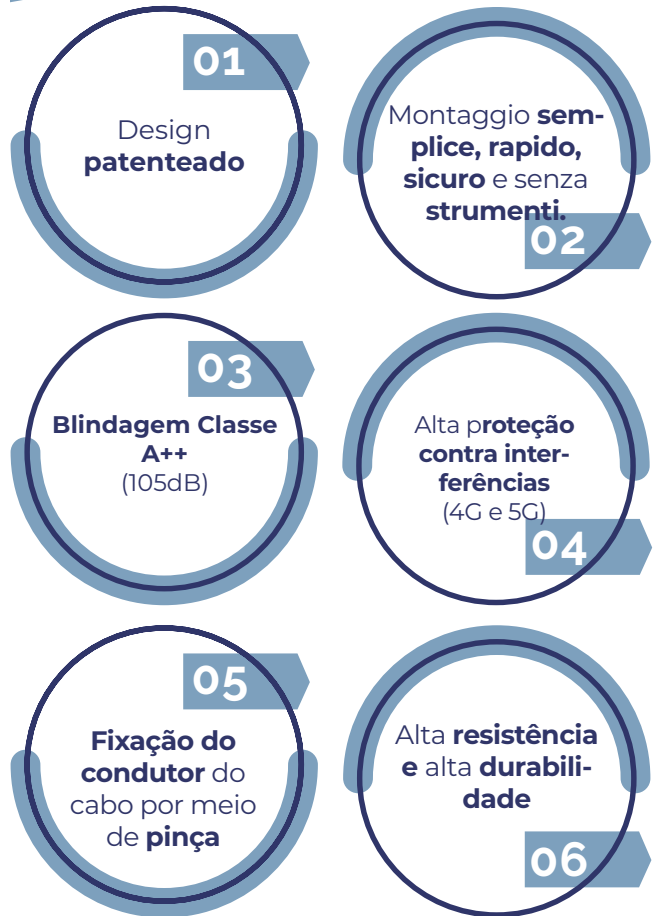 01
Design
patenteado
Montaggio sem-
plice, rapido,
sicuro e senza
strumenti.
02
03
Blindagem Classe
A++
(105dB)
Alta proteção
contra inter-
ferências
(4G e 5G)
04
05
Fixação do
condutor do
cabo por meio
de pinça
Alta resistência
e alta durabili-
dade
06